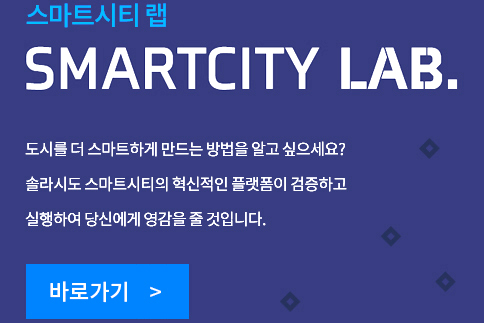 스마트시티 랩
SMARTCITY LAB.
도시를 더 스마트하게 만드는 방법을 알고 싶으세요?
솔라시도 스마트시티의 혁신적인 플랫폼이 검증하고
실행하여 당신에게 영감을 줄 것입니다.
바로가기 >